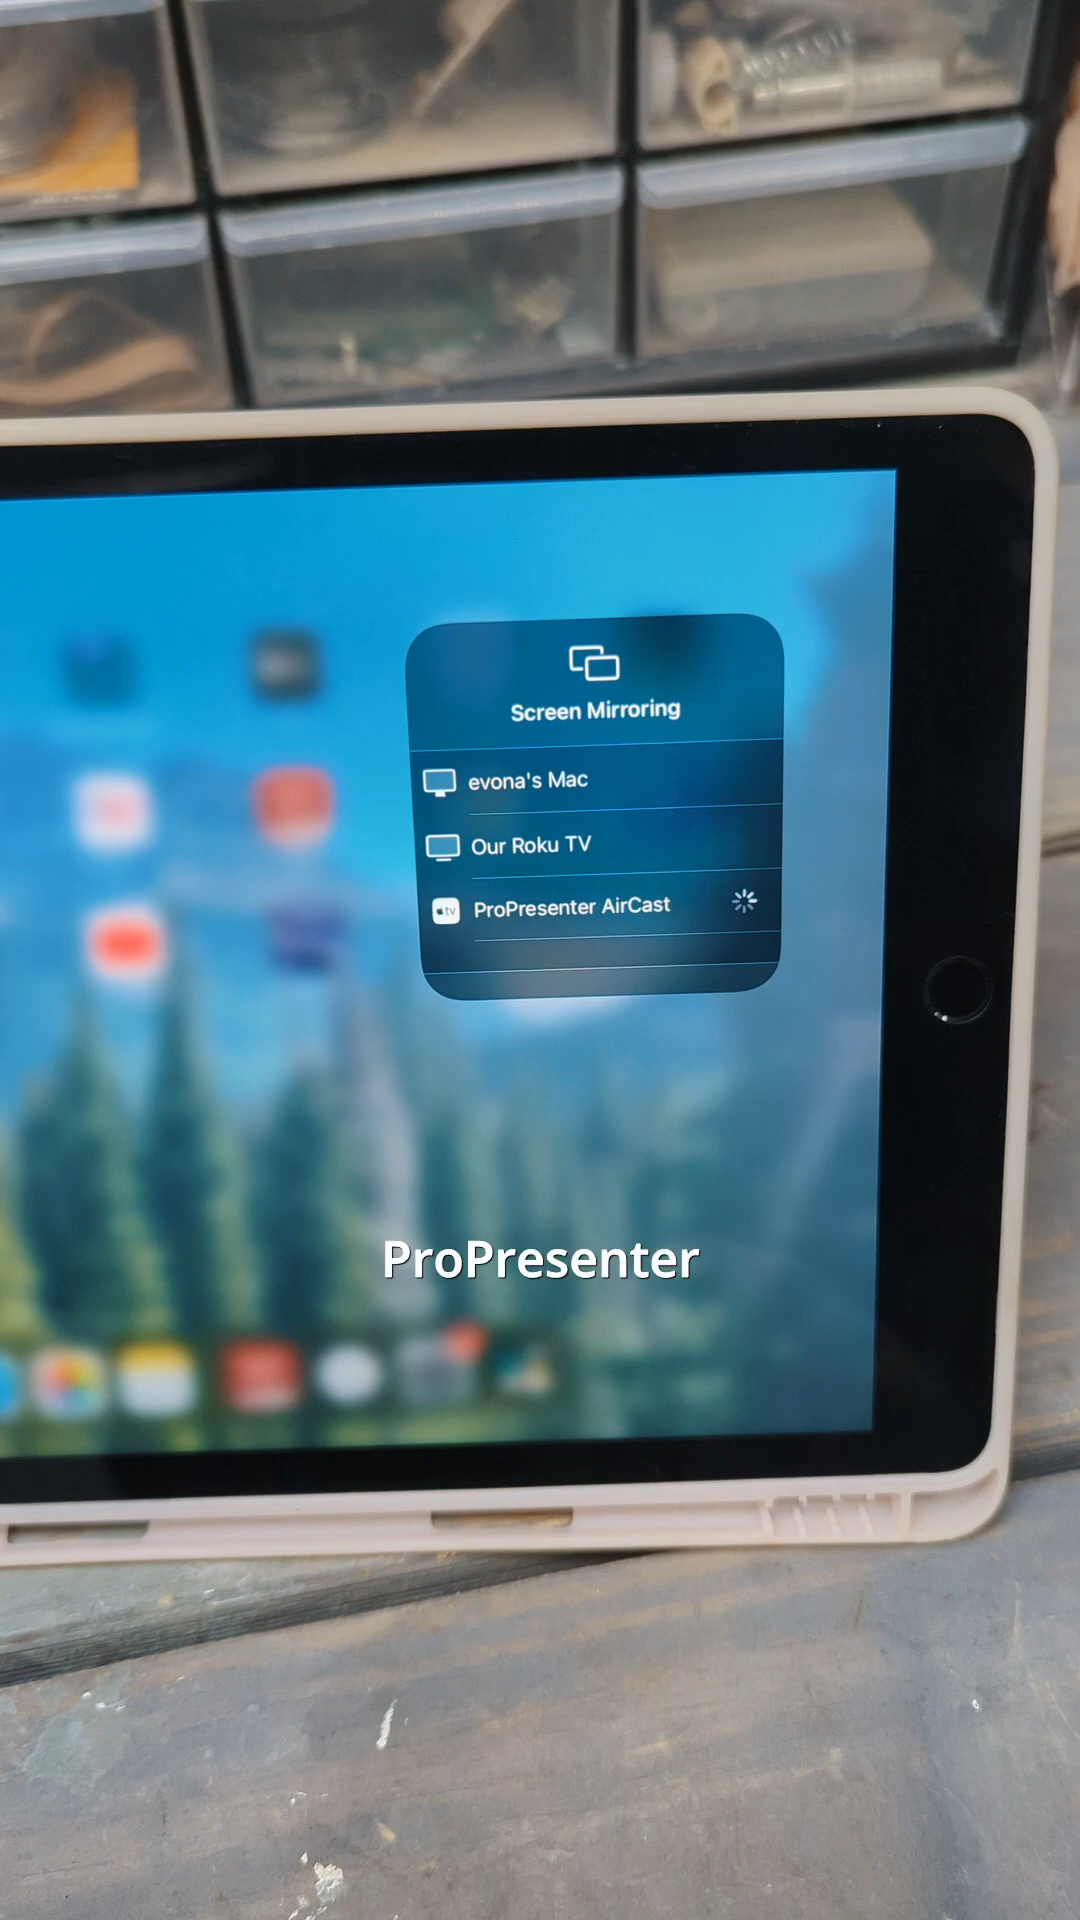 Screen Mirroring
evona's Mac
Our Roku TV
tv
ProPresenter AirCast
ProPresenter